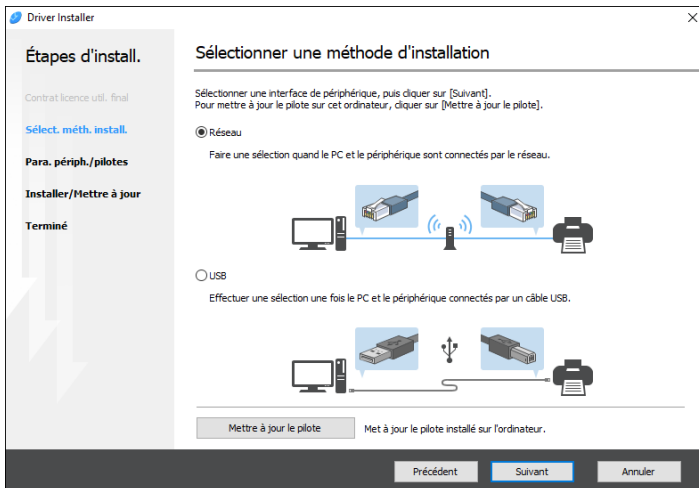 Driver Installer
Étapes d'install.
Contrat licence util. final
Sélect. méth. install.
Para. périph./pilotes
Installer/Mettre à jour
Terminé
Sélectionner une méthode d'installation
Sélectionner une interface de périphérique, puis cliquer sur [Suivant].
Pour mettre à jour le pilote sur cet ordinateur, cliquer sur [Mettre à jour le pilote].
Réseau
Faire une sélection quand le PC et le périphérique sont connectés par le réseau.
USB
Effectuer une sélection une fois le PC et le périphérique connectés par un câble USB.
Mettre à jour le pilote
Met à jour le pilote installé sur l'ordinateur.
Précédent
Suivant
Annuler